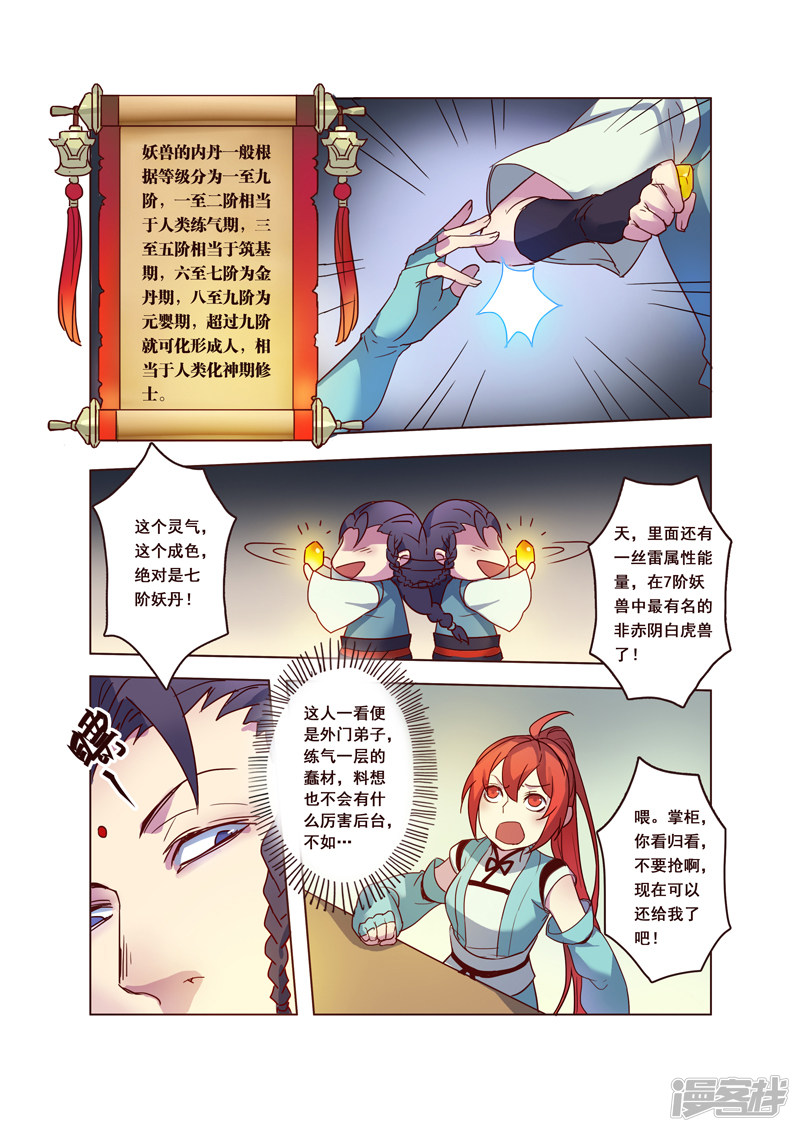 妖兽的内丹一般根
据等级分为一至九
阶，一至二阶相当
于人类练气期，三
至五阶相当于筑基
期，六至七阶为金
丹期，八至九阶为
元婴期，超过九阶
就可化形成人，相
当于人类化神期修
士。
这个灵气，
这个成色，
绝对是七
阶妖丹！
天，里面还有
一丝雷属性能
量，在7阶妖
兽中最有名的
非赤阴白虎兽
了！
这人一看便
是外门弟子，
练气一层的
蠢材，料想
也不会有什
么厉害后台，
不如…
喂。掌柜，
你看归看，
不要抢啊，
现在可以
还给我了
吧！
漫客栈